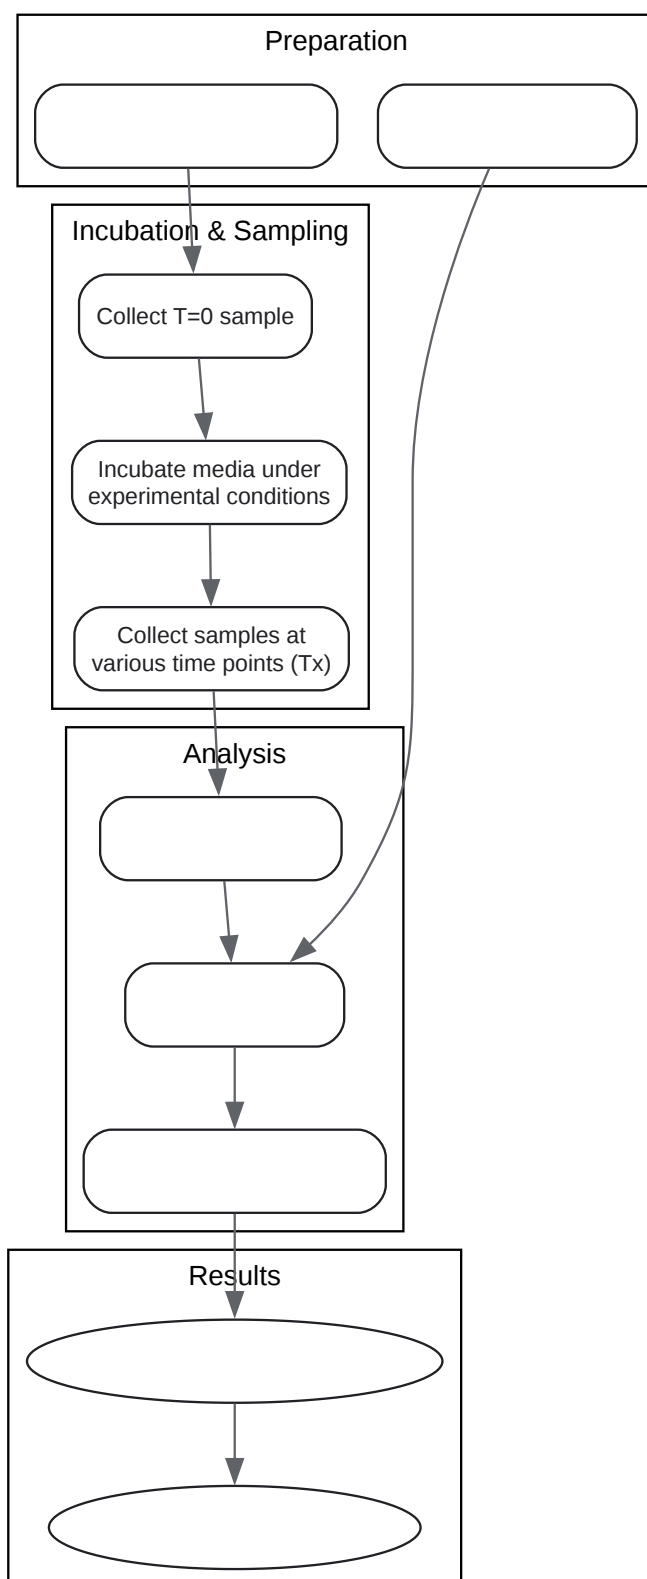 Preparation
Incubation & Sampling
Collect T=0 sample
Incubate media under
experimental conditions
Collect samples at
various time points (Tx)
Analysis
Results